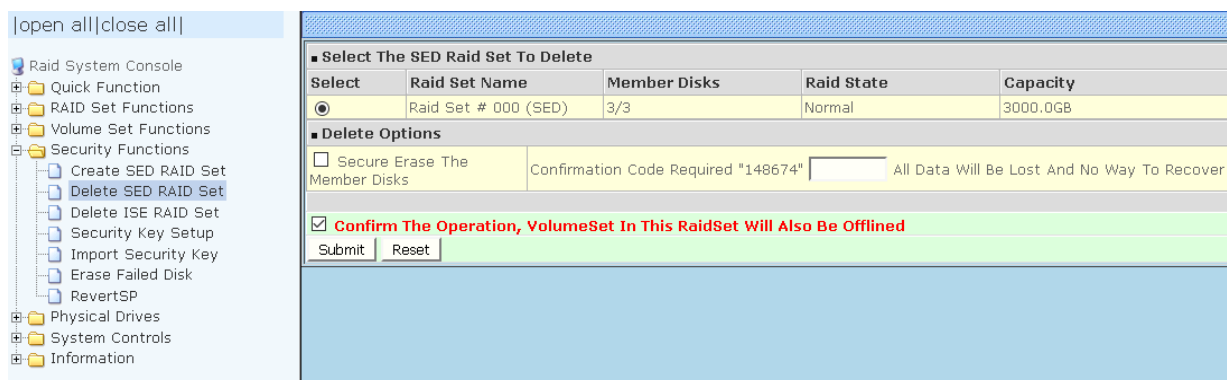 |open all|close all|
Raid System Console
Quick Function
RAID Set Functions
Volume Set Functions
Security Functions
Create SED RAID Set
Delete SED RAID Set
Delete ISE RAID Set
Security Key Setup
Import Security Key
Erase Failed Disk
RevertSP
Physical Drives
System Controls
Information
Select The SED Raid Set To Delete
Select Raid Set Name Member Disks Raid State Capacity
Raid Set # 000 (SED) 3/3 Normal 3000.0GB
Delete Options
Secure Erase The
Member Disks
Confirmation Code Required "148674" All Data Will Be Lost And No Way To Recover
Confirm The Operation, VolumeSet In This RaidSet Will Also Be Offlined
Submit Reset